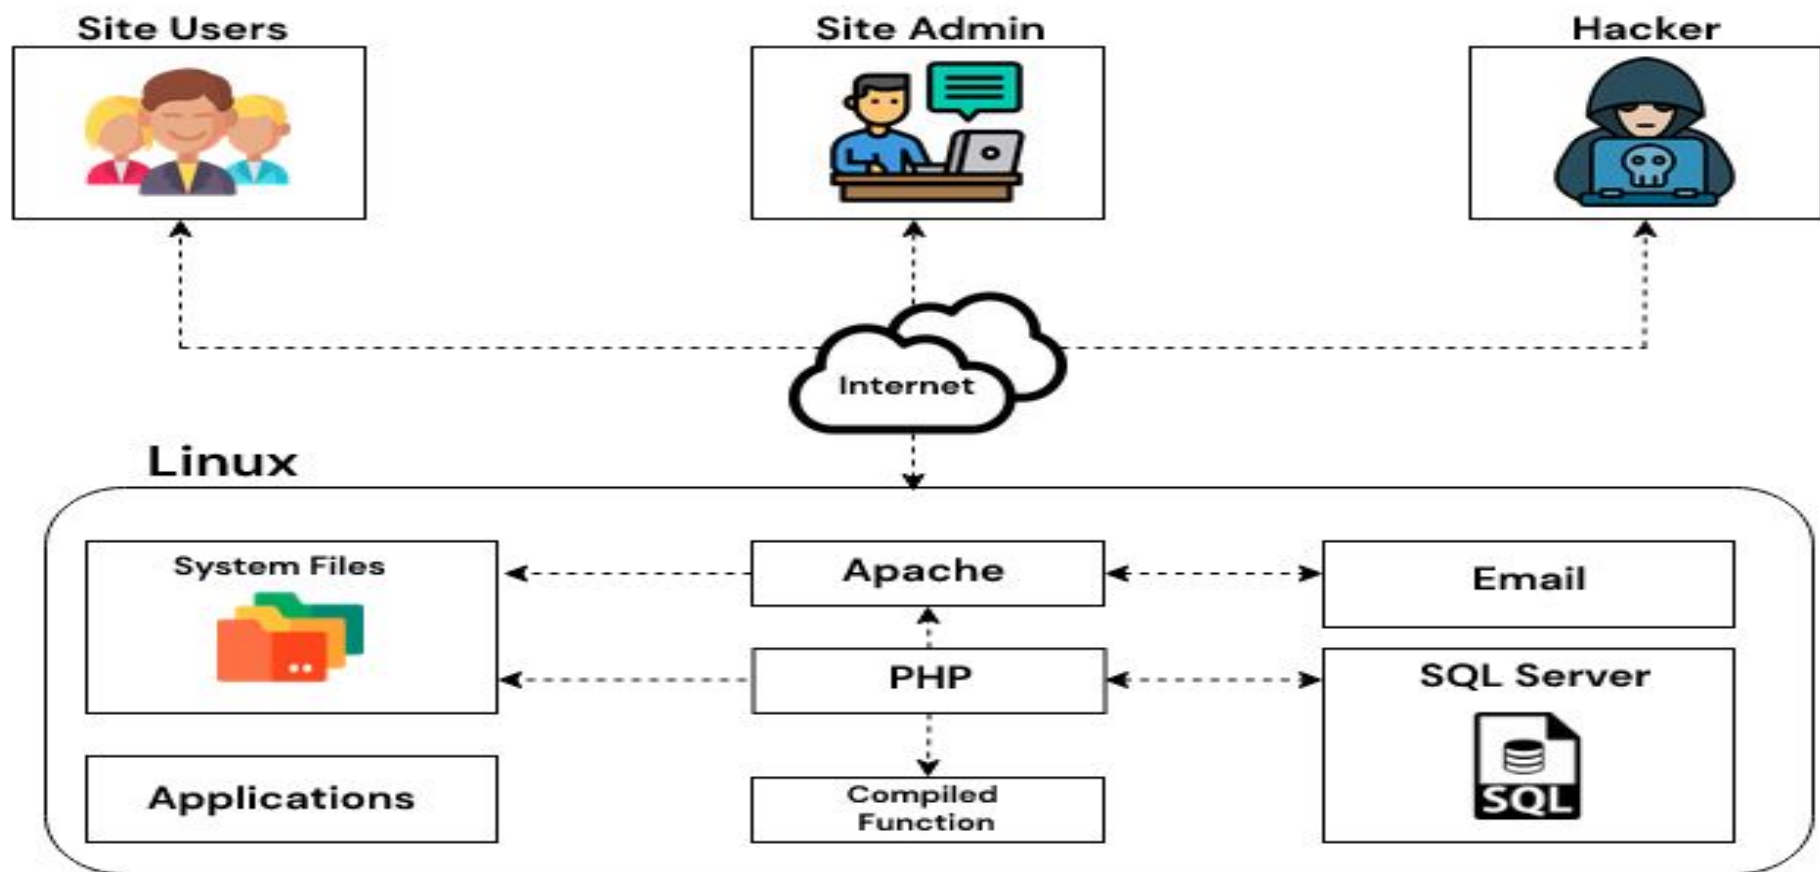 Site Users
Site Admin
Hacker
Internet
Linux
System Files
Apache
Email
PHP
SQL Server
SQL
Applications
Compiled
Function